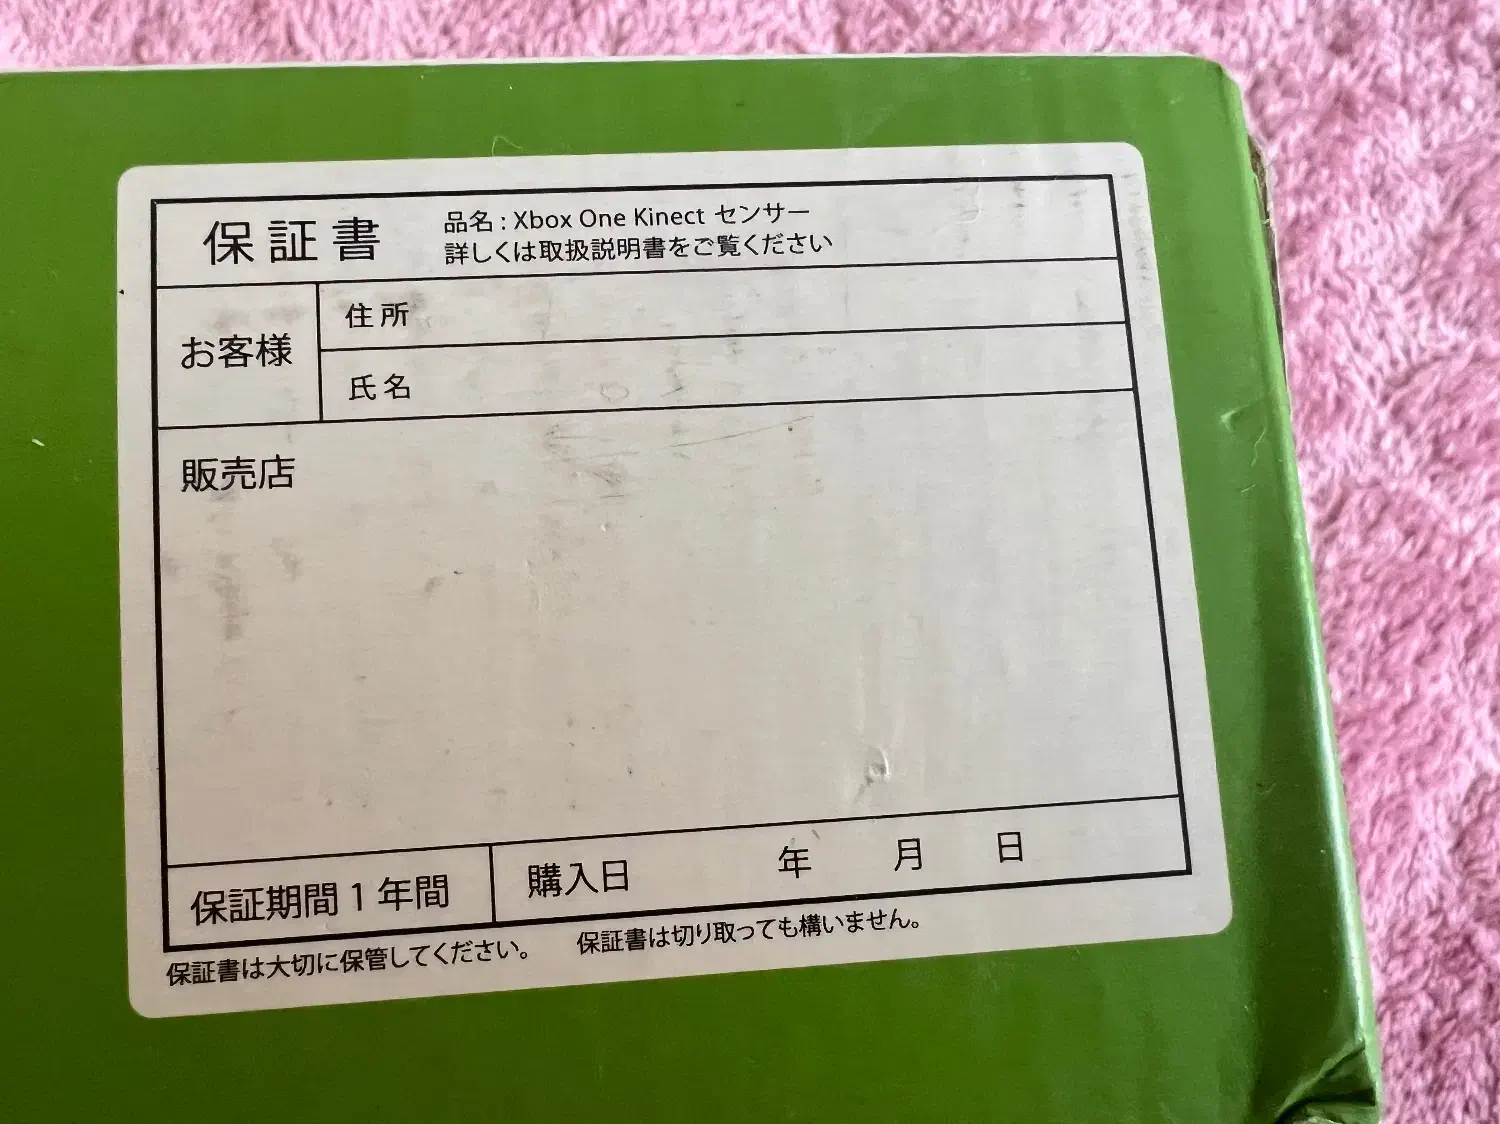 保証書
品名 : Xbox One Kinect センサー
詳しくは取扱説明書をご覧ください
お客様
住所
氏名
販売店
保証期間 1 年間
購入日 年 月 日
保証書は大切に保管してください。 保証書は切り取っても構いません。